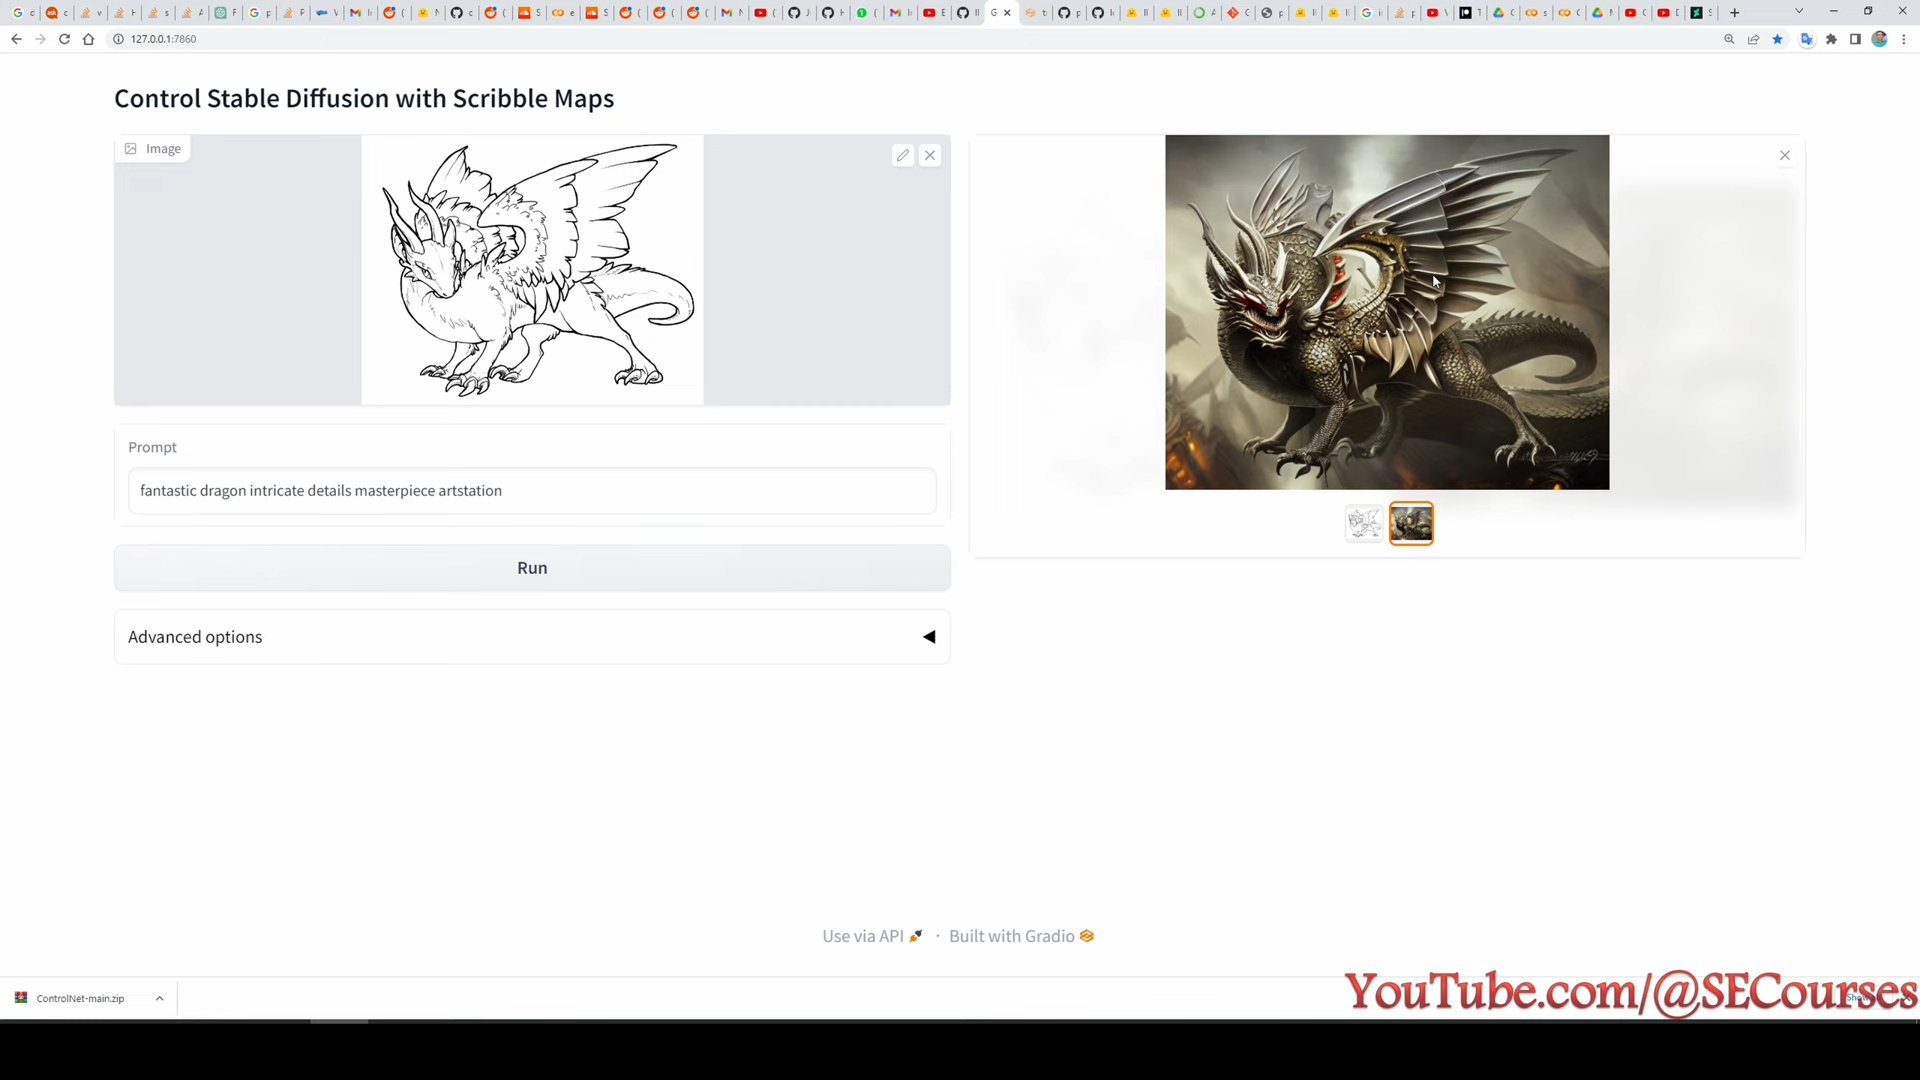 127.0.0.1:7860
Control Stable Diffusion with Scribble Maps
Image
Prompt
fantastic dragon intricate details masterpiece artstation
Run
Advanced options
Use via API · Built with Gradio
ControlNet-main.zip
YouTube.com/@SECourses